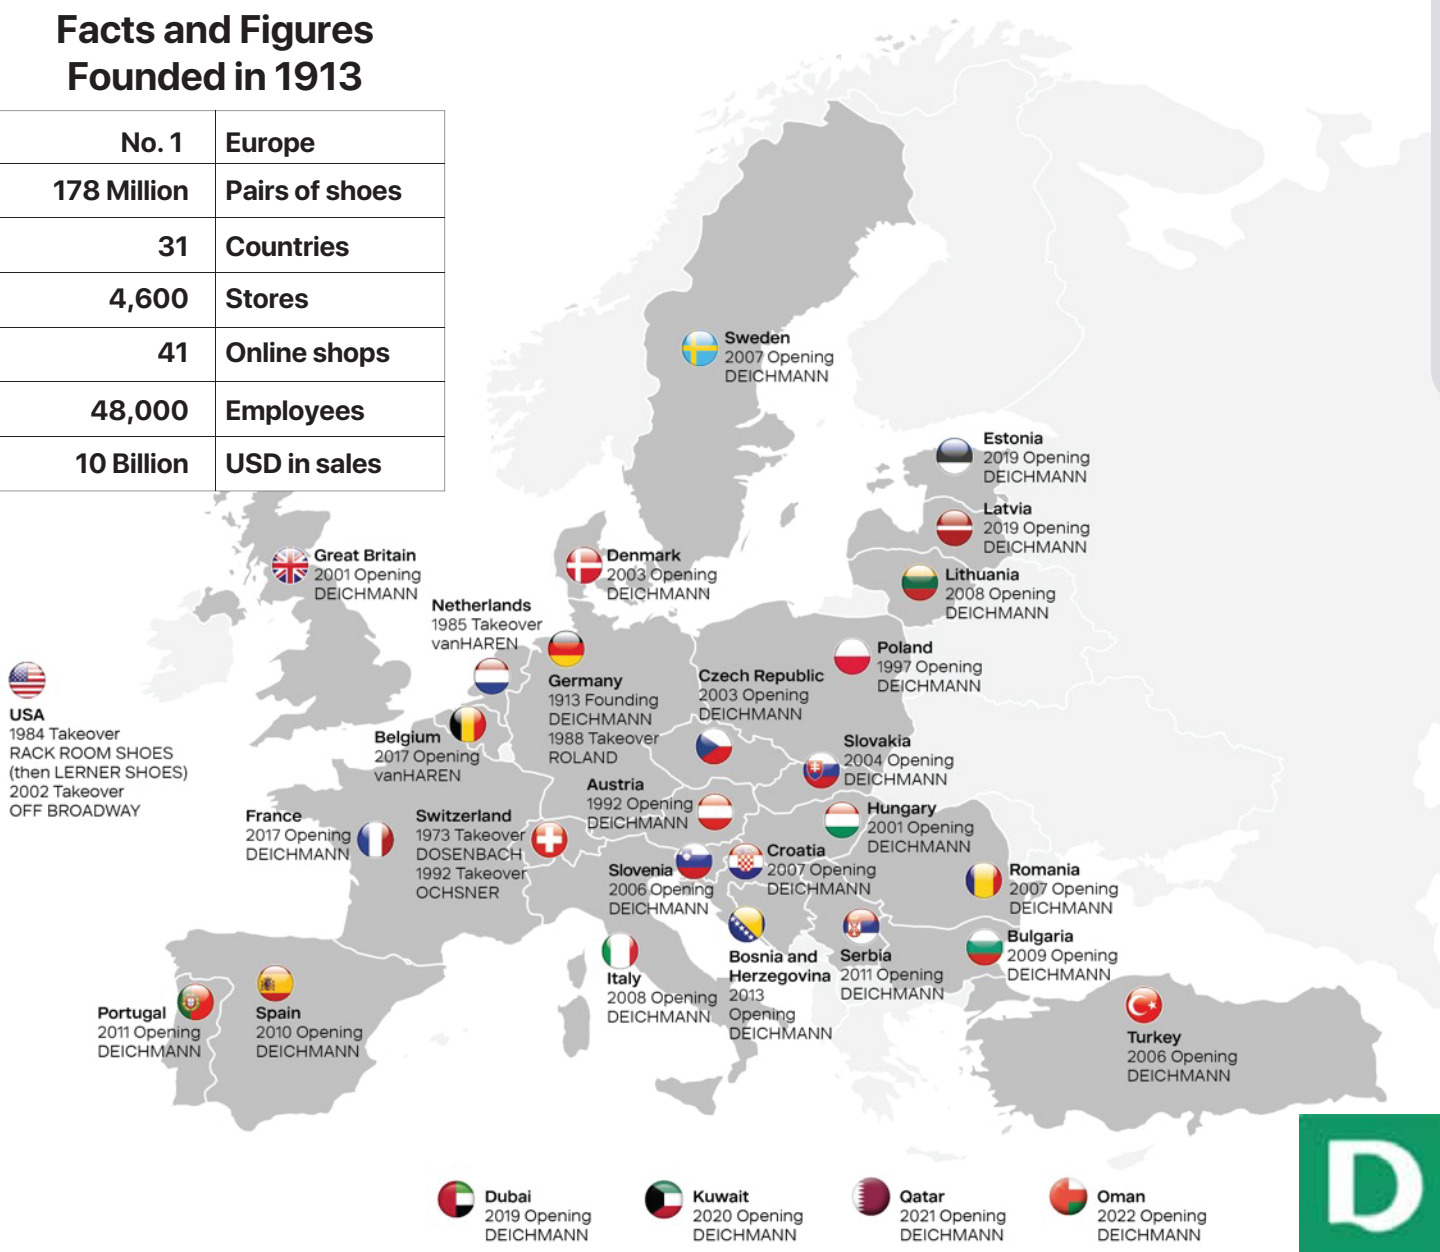 Facts and Figures
Founded in 1913
No. 1 Europe
178 Million Pairs of shoes
31 Countries
4,600 Stores
41 Online shops
48,000 Employees
10 Billion USD in sales
Sweden
2007 Opening
DEICHMANN
Estonia
2019 Opening
DEICHMANN
Latvia
2019 Opening
DEICHMANN
Lithuania
2008 Opening
DEICHMANN
Great Britain
2001 Opening
DEICHMANN
Denmark
2003 Opening
DEICHMANN
Netherlands
1985 Takeover
vanHAREN
Germany
1913 Founding
DEICHMANN
1988 Takeover
ROLAND
Poland
1997 Opening
DEICHMANN
Czech Republic
2003 Opening
DEICHMANN
USA
1984 Takeover
RACK ROOM SHOES
(then LERNER SHOES)
2002 Takeover
OFF BROADWAY
Belgium
2017 Opening
vanHAREN
Slovakia
2004 Opening
DEICHMANN
Austria
1992 Opening
DEICHMANN
France
2017 Opening
DEICHMANN
Switzerland
1973 Takeover
DOSENBACH
1992 Takeover
OCHSNER
Hungary
2001 Opening
DEICHMANN
Croatia
2007 Opening
DEICHMANN
Slovenia
2006 Opening
DEICHMANN
Romania
2007 Opening
DEICHMANN
Bulgaria
2009 Opening
DEICHMANN
Bosnia and
Herzegovina
2013
Opening
DEICHMANN
Serbia
2011 Opening
DEICHMANN
Italy
2008 Opening
DEICHMANN
Portugal
2011 Opening
DEICHMANN
Spain
2010 Opening
DEICHMANN
Turkey
2006 Opening
DEICHMANN
Dubai
2019 Opening
DEICHMANN
Kuwait
2020 Opening
DEICHMANN
Qatar
2021 Opening
DEICHMANN
Oman
2022 Opening
DEICHMANN
D